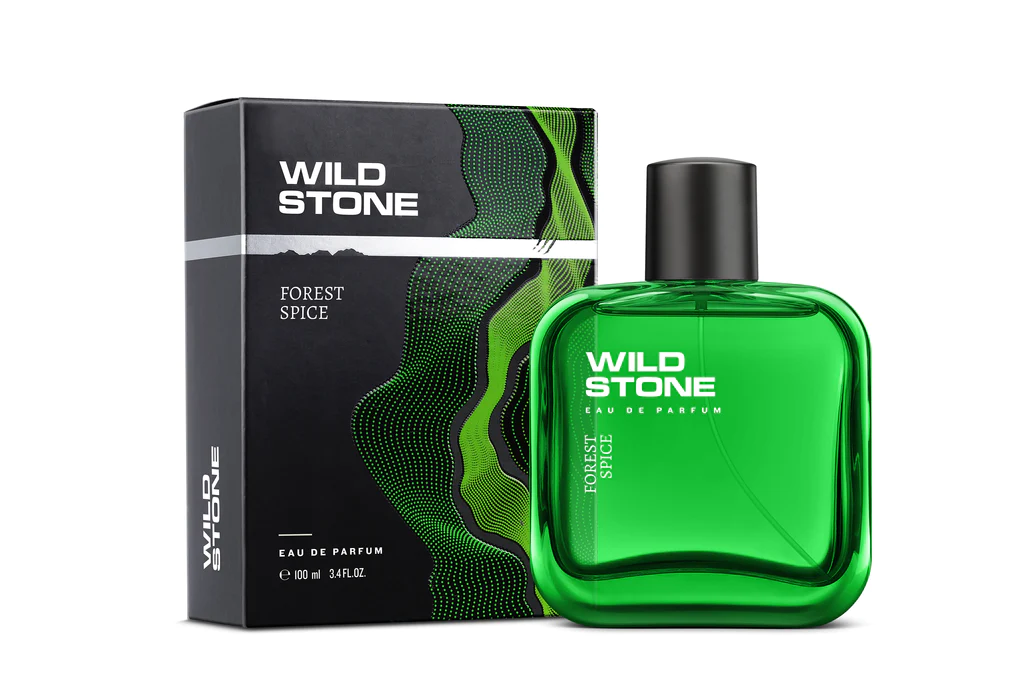 WILD
STONE
FOREST
SPICE
EAU DE PARFUM
℮ 100 ml 3.4 FL.OZ.
WILD
STONE
WILD
STONE
EAU DE PARFUM
FOREST
SPICE